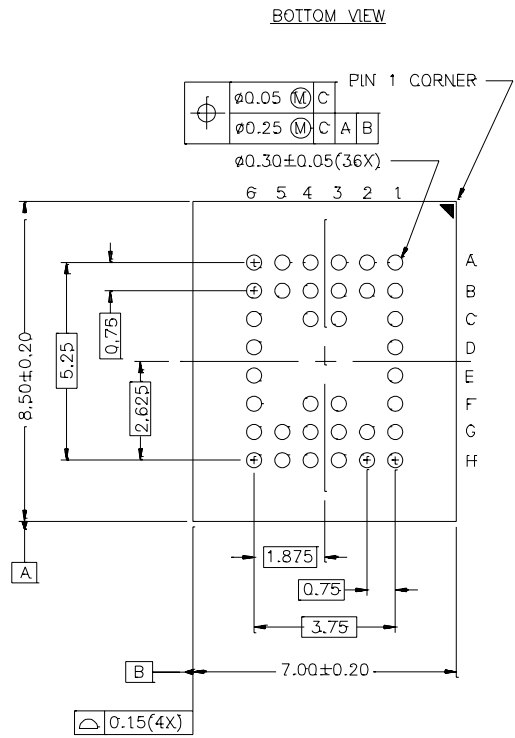 BOTTOM VIEW
PIN 1 CORNER
ø0.05 Ⓜ C
ø0.25 Ⓜ C A B
ø0.30±0.05(36X)
6 5 4 3 2 1
A
B
C
D
E
F
G
H
0.75
5.25
8.50±0.20
2.625
1.875
A
0.75
3.75
B
7.00±0.20
0.15(4X)